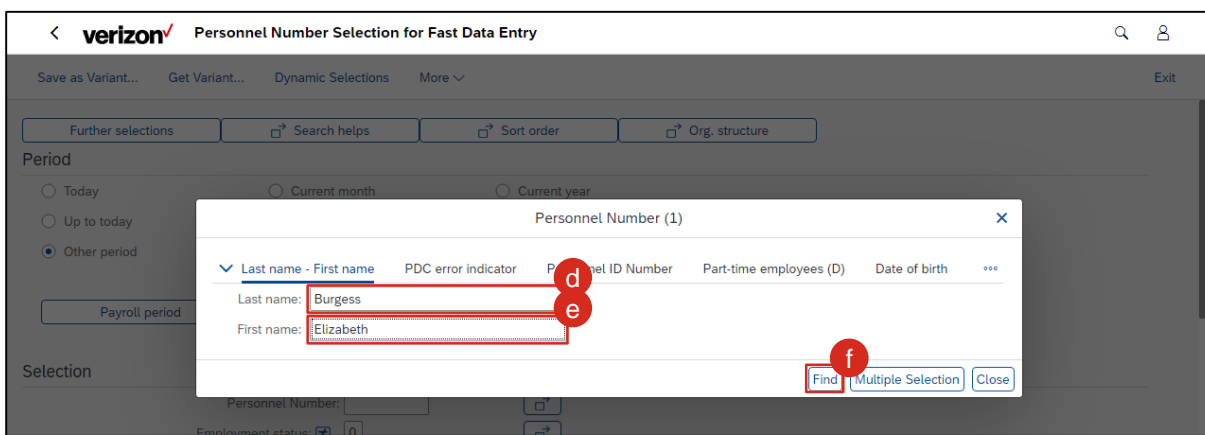 verizon Personnel Number Selection for Fast Data Entry
Save as Variant... Get Variant... Dynamic Selections More Exit
Further selections Search helps Sort order Org. structure
Period
Today Current month Current year
Up to today
Other period
Payroll period
Personnel Number (1)
Last name - First name PDC error indicator ID Number Part-time employees (D) Date of birth
d
Last name: Burgess
e
First name: Elizabeth
f
Find Multiple Selection Close
Selection
Personnel Number:
Employment status: 0